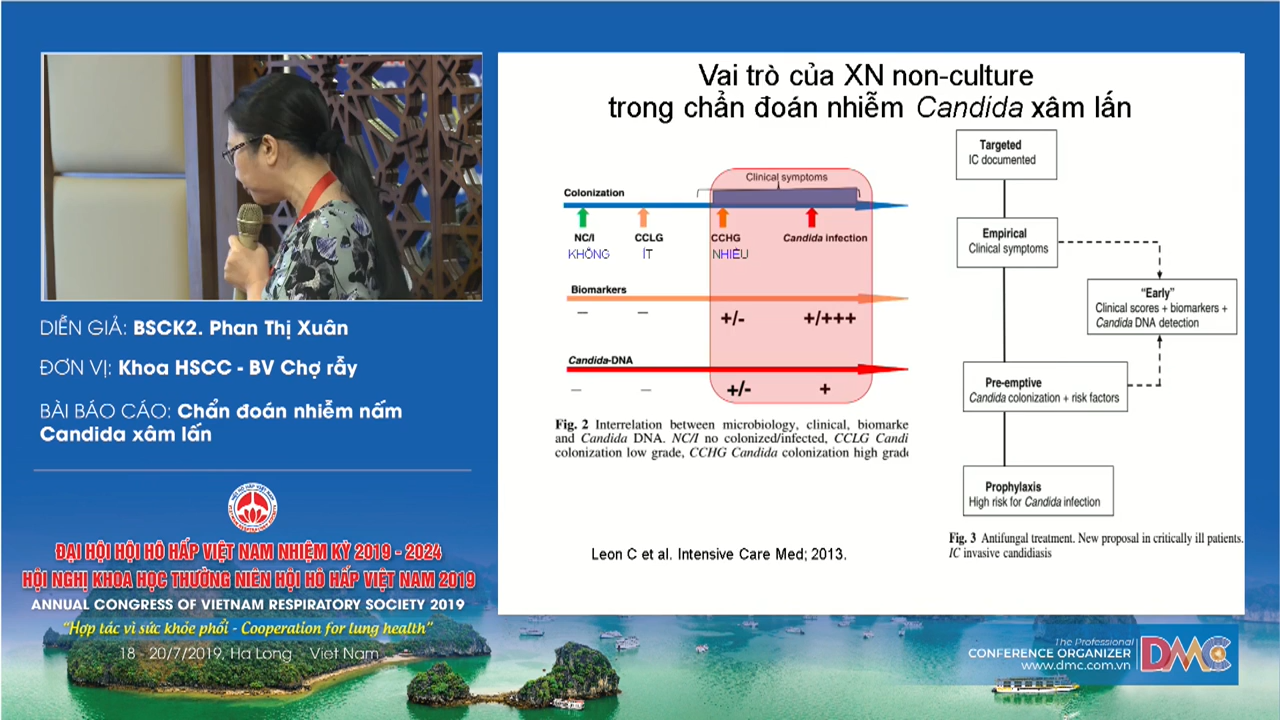 DIỄN GIẢ: BSCK2. Phan Thị Xuân
ĐƠN VỊ: Khoa HSCC - BV Chợ rẫy
BÀI BÁO CÁO: Chẩn đoán nhiễm nấm
Candida xâm lấn
ĐẠI HỘI HỘI HÔ HẤP VIỆT NAM NHIỆM KỲ 2019 - 2024
HỘI NGHỊ KHOA HỌC THƯỜNG NIÊN HỘI HÔ HẤP VIỆT NAM 2019
ANNUAL CONGRESS OF VIETNAM RESPIRATORY SOCIETY 2019
“Hợp tác vì sức khỏe phổi - Cooperation for lung health”
18 - 20/7/2019, Ha Long - Viet Nam
Vai trò của XN non-culture
trong chẩn đoán nhiễm Candida xâm lấn
Clinical symptoms
Colonization
NC/I CCLG CCHG Candida infection
KHÔNG ÍT NHIỀU
Biomarkers
— — +/- +/+++
Candida-DNA
— — +/- +
Fig. 2 Interrelation between microbiology, clinical, biomarke
and Candida DNA. NC/I no colonized/infected, CCLG Candi
colonization low grade, CCHG Candida colonization high grade
Leon C et al. Intensive Care Med; 2013.
Targeted
IC documented
Empirical
Clinical symptoms
“Early”
Clinical scores + biomarkers +
Candida DNA detection
Pre-emptive
Candida colonization + risk factors
Prophylaxis
High risk for Candida infection
Fig. 3 Antifungal treatment. New proposal in critically ill patients.
IC invasive candidiasis
The Professional
CONFERENCE ORGANIZER
www.dmc.com.vn
DMC